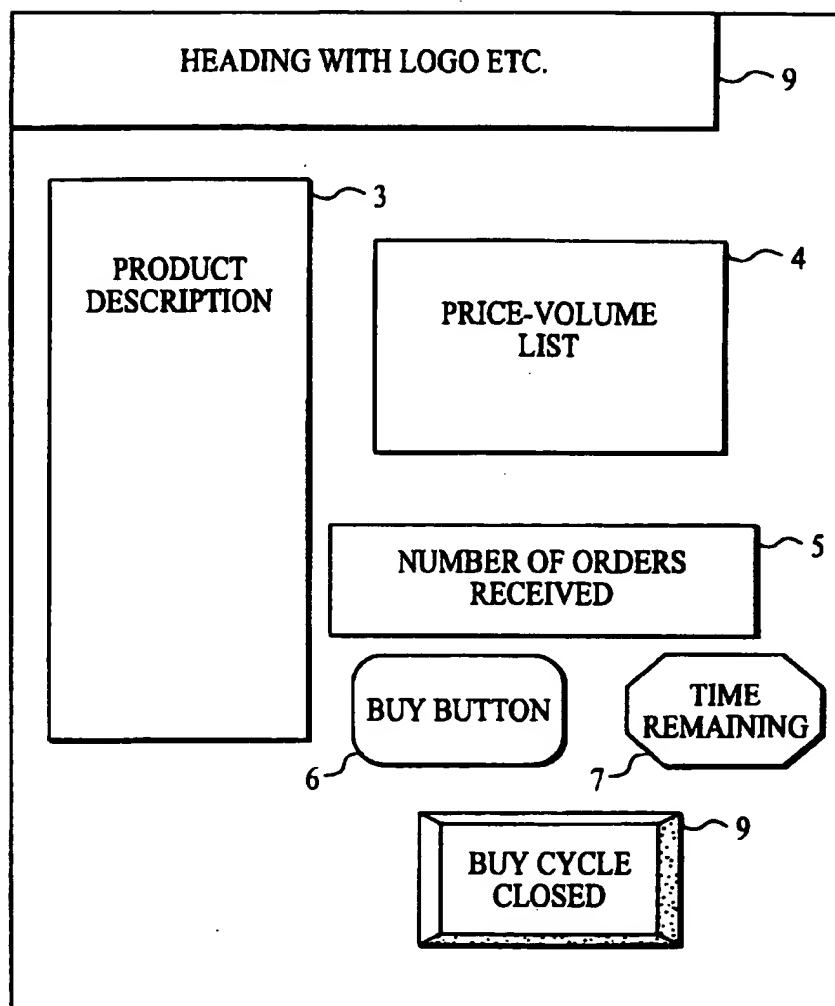 HEADING WITH LOGO ETC.
9
3
PRODUCT
DESCRIPTION
4
PRICE-VOLUME
LIST
5
NUMBER OF ORDERS
RECEIVED
BUY BUTTON
6
TIME
REMAINING
7
9
BUY CYCLE
CLOSED